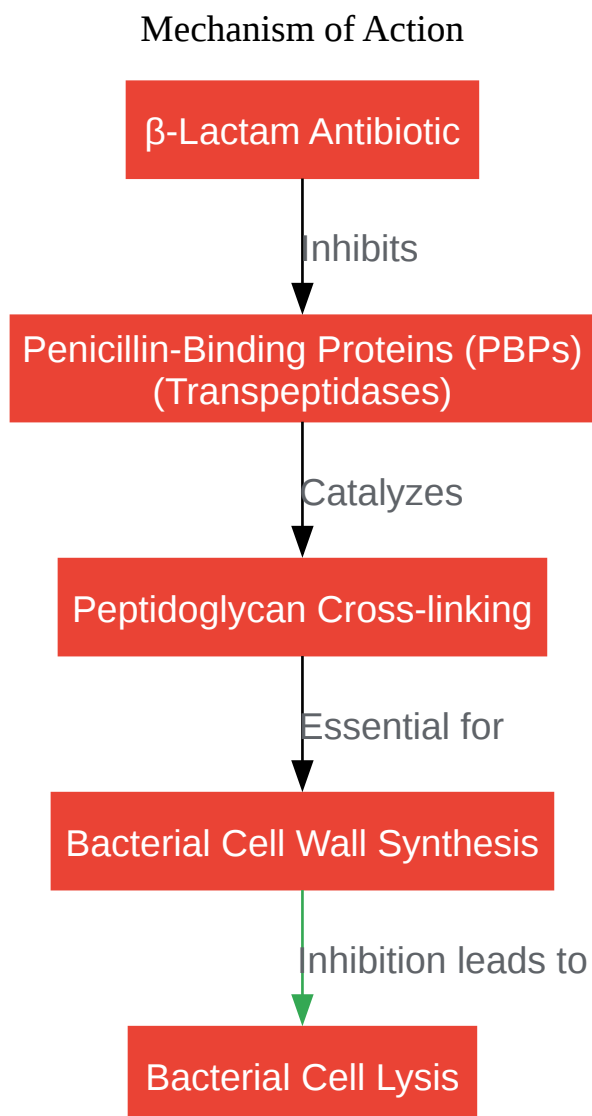 Mechanism of Action
β-Lactam Antibiotic
Inhibits
Penicillin-Binding Proteins (PBPs)
(Transpeptidases)
Catalyzes
Peptidoglycan Cross-linking
Essential for
Bacterial Cell Wall Synthesis
Inhibition leads to
Bacterial Cell Lysis